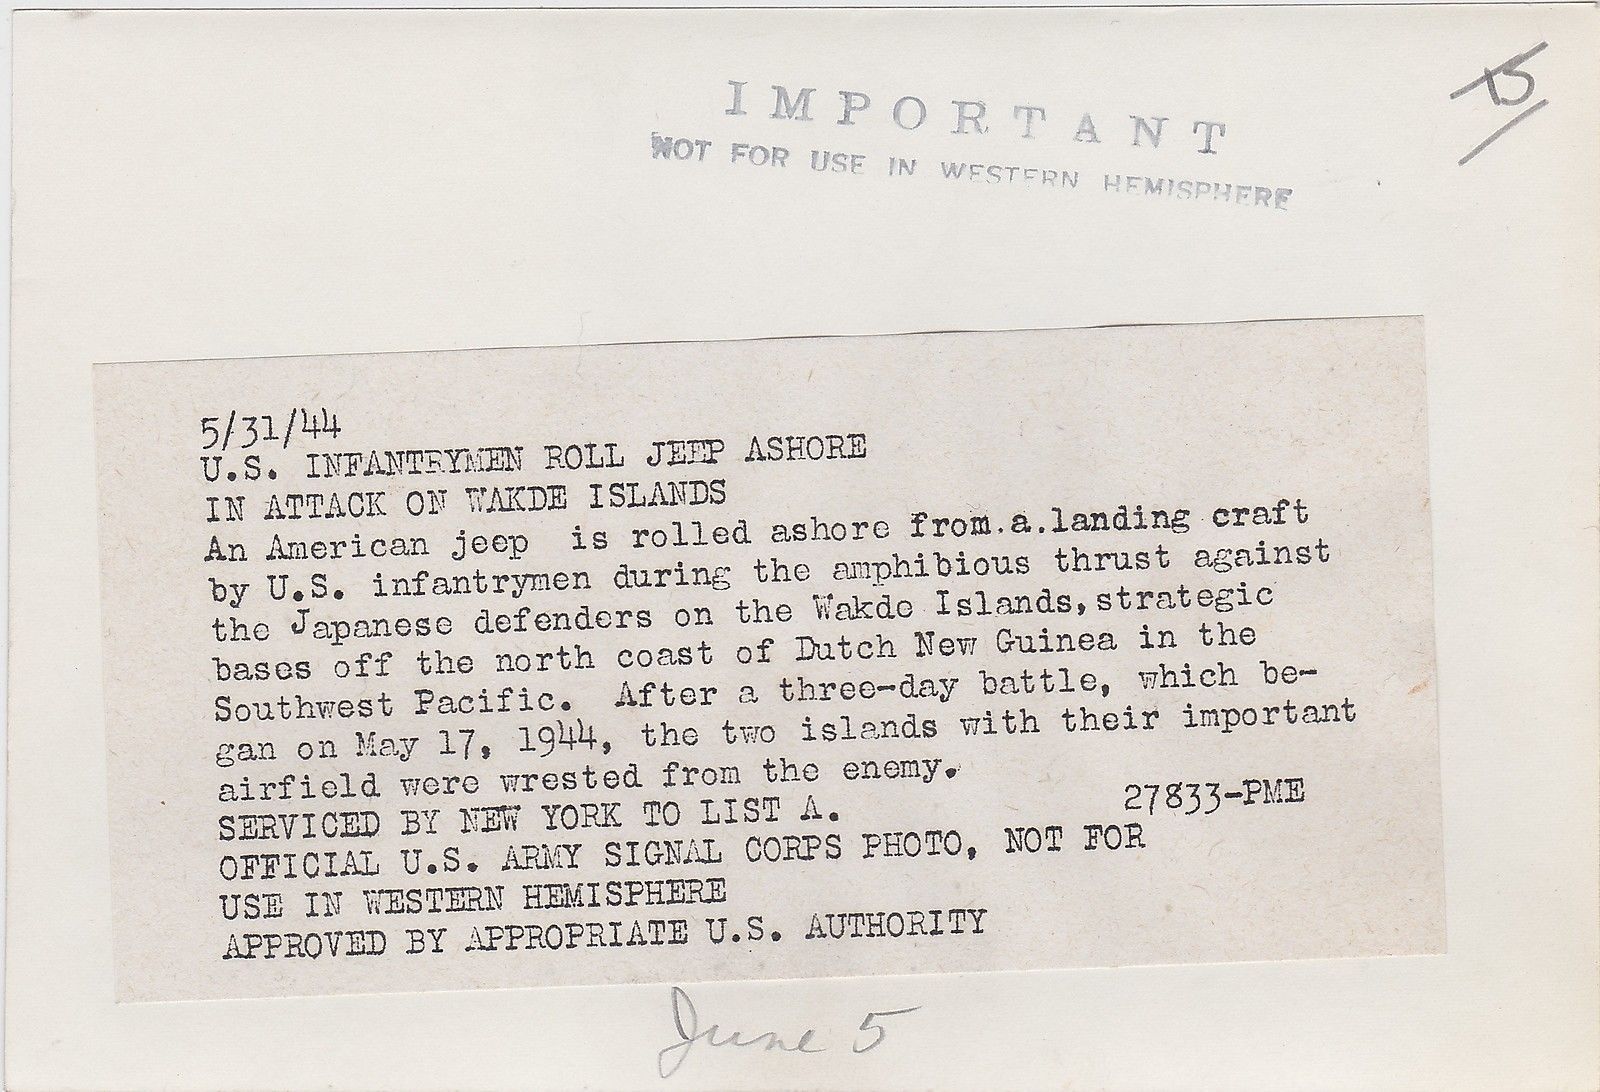 IMPORTANT
NOT FOR USE IN WESTERN HEMISPHERE
5/31/44
U.S. INFANTRYMEN ROLL JEEP ASHORE
IN ATTACK ON WAKDE ISLANDS
An American jeep is rolled ashore from.a.landing craft
by U.S. infantrymen during the amphibious thrust against
the Japanese defenders on the Wakde Islands, strategic
bases off the north coast of Dutch New Guinea in the
Southwest Pacific. After a three-day battle, which be-
gan on May 17, 1944, the two islands with their important
airfield were wrested from the enemy.
SERVICED BY NEW YORK TO LIST A. 27833-PME
OFFICIAL U.S. ARMY SIGNAL CORPS PHOTO, NOT FOR
USE IN WESTERN HEMISPHERE
APPROVED BY APPROPRIATE U.S. AUTHORITY
June 5